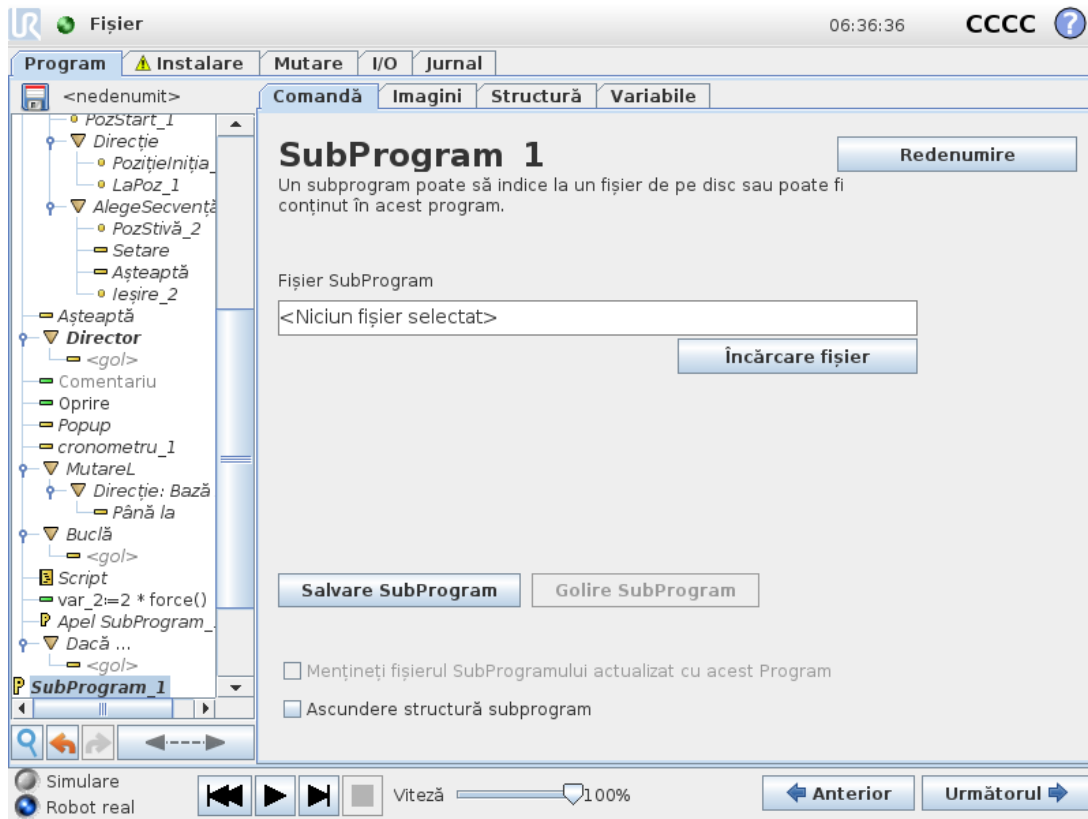 UR Fișier 06:36:36 CCCC ?
Program Instalare Mutare I/O Jurnal
<nedenumit>
Comandă Imagini Structură Variabile
PozStart_1
Direcție
PozițieIniția_
LaPoz_1
AlegeSecvență
PozStivă_2
Setare
Așteaptă
Ieșire_2
Așteaptă
Director
<gol>
Comentariu
Oprire
Popup
cronometru_1
MutareL
Direcție: Bază
Până la
Buclă
<gol>
Script
var_2:=2 * force()
Apel SubProgram_
Dacă ...
<gol>
P SubProgram_1
SubProgram 1
Redenumire
Un subprogram poate să indice la un fișier de pe disc sau poate fi
conținut în acest program.
Fișier SubProgram
<Niciun fișier selectat>
Încărcare fișier
Salvare SubProgram
Golire SubProgram
Mențineți fișierul SubProgramului actualizat cu acest Program
Ascundere structură subprogram
Simulare
Robot real
Viteză 100%
Anterior
Următorul